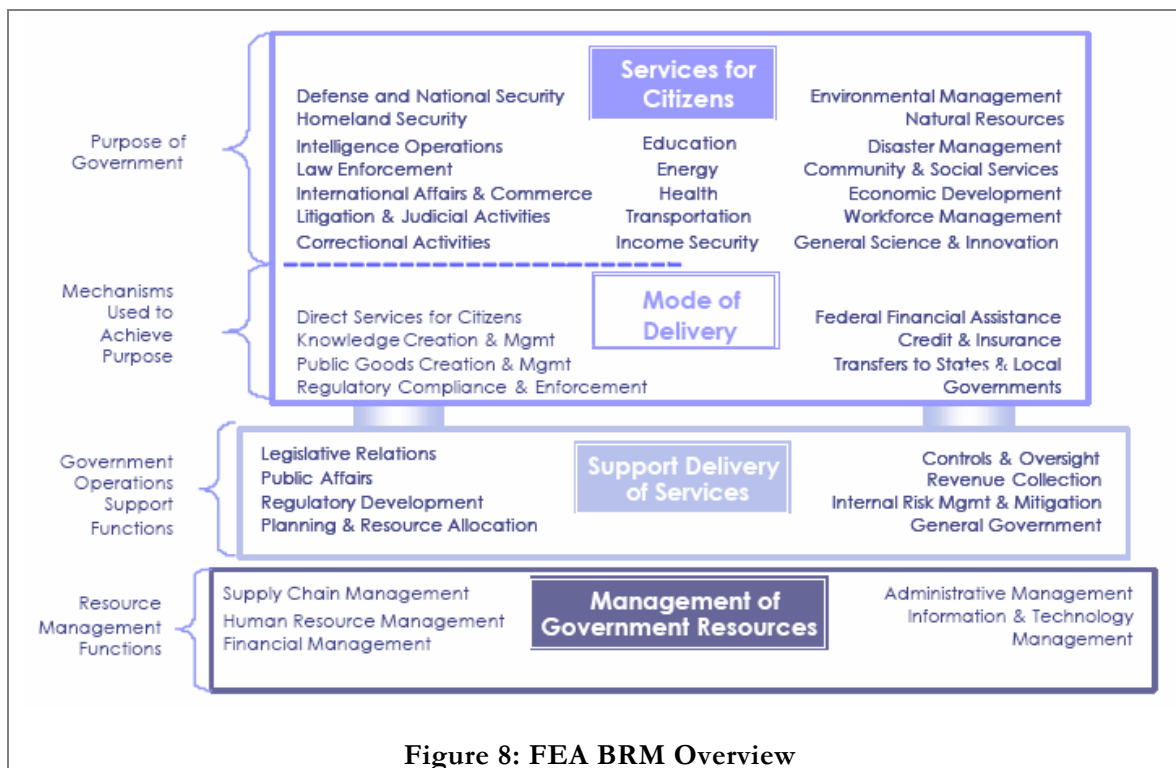 Purpose of
Government
Services for
Citizens
Defense and National Security
Homeland Security
Intelligence Operations
Law Enforcement
International Affairs & Commerce
Litigation & Judicial Activities
Correctional Activities
Education
Energy
Health
Transportation
Income Security
Environmental Management
Natural Resources
Disaster Management
Community & Social Services
Economic Development
Workforce Management
General Science & Innovation
Mechanisms
Used to
Achieve
Purpose
Mode of
Delivery
Direct Services for Citizens
Knowledge Creation & Mgmt
Public Goods Creation & Mgmt
Regulatory Compliance & Enforcement
Federal Financial Assistance
Credit & Insurance
Transfers to States & Local
Governments
Government
Operations
Support
Functions
Legislative Relations
Public Affairs
Regulatory Development
Planning & Resource Allocation
Support Delivery
of Services
Controls & Oversight
Revenue Collection
Internal Risk Mgmt & Mitigation
General Government
Resource
Management
Functions
Supply Chain Management
Human Resource Management
Financial Management
Management of
Government Resources
Administrative Management
Information & Technology
Management
Figure 8: FEA BRM Overview